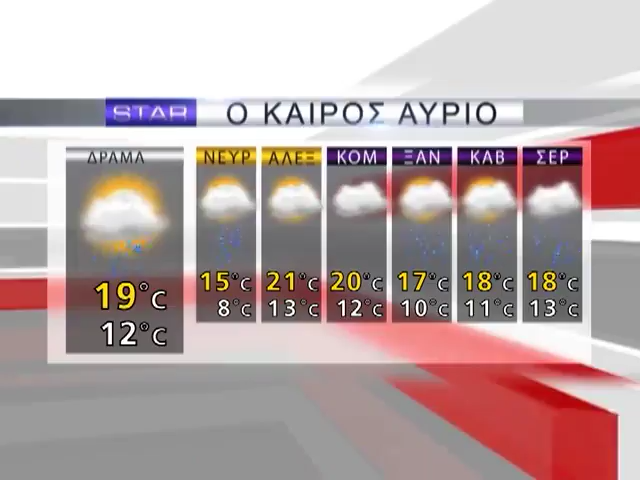 STAR Ο ΚΑΙΡΟΣ ΑΥΡΙΟ
ΔΡΑΜΑ ΝΕΥΡ ΑΛΕΞ ΚΟΜ ΞΑΝ ΚΑΒ ΣΕΡ
19°C 15°C 21°C 20°C 17°C 18°C 18°C
12°C 8°C 13°C 12°C 10°C 11°C 13°C